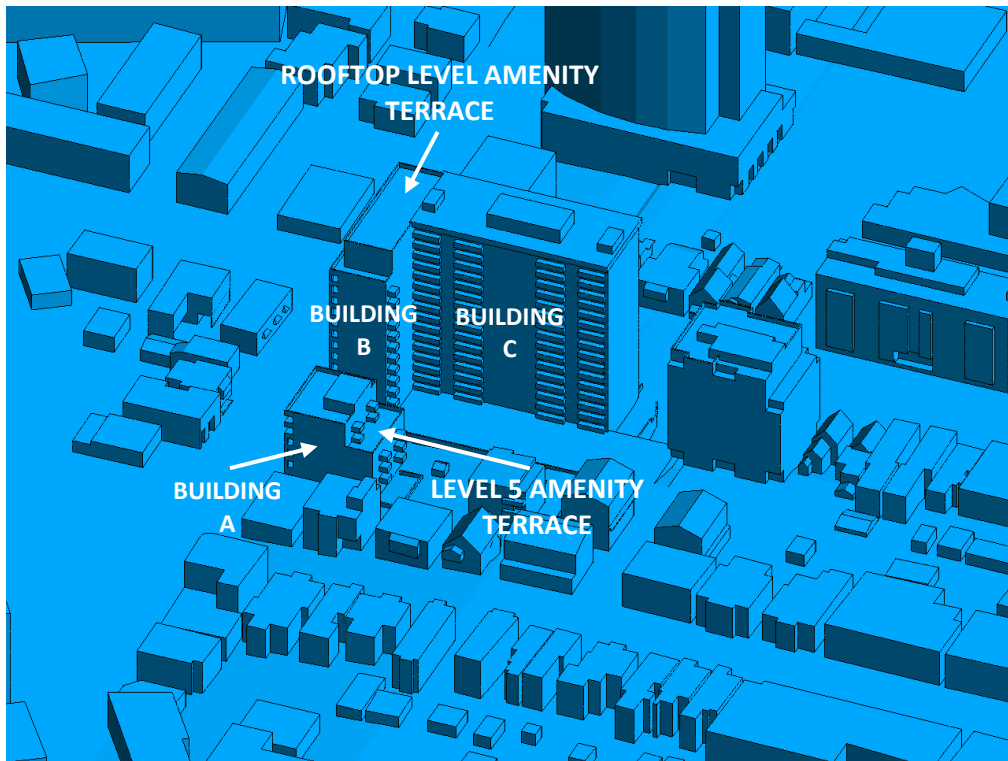 ROOFTOP LEVEL AMENITY
TERRACE
BUILDING
B
BUILDING
C
BUILDING
A
LEVEL 5 AMENITY
TERRACE